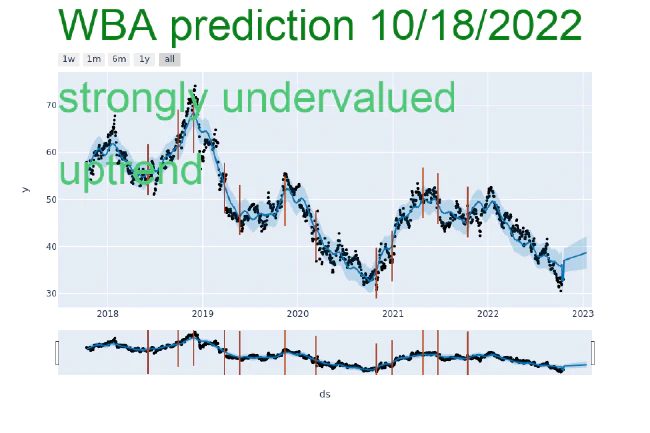 WBA prediction 10/18/2022
1w 1m 6m 1y all
strongly undervalued
70
60
uptrend
50
y
40
30
2018 2019 2020 2021 2022 2023
ds